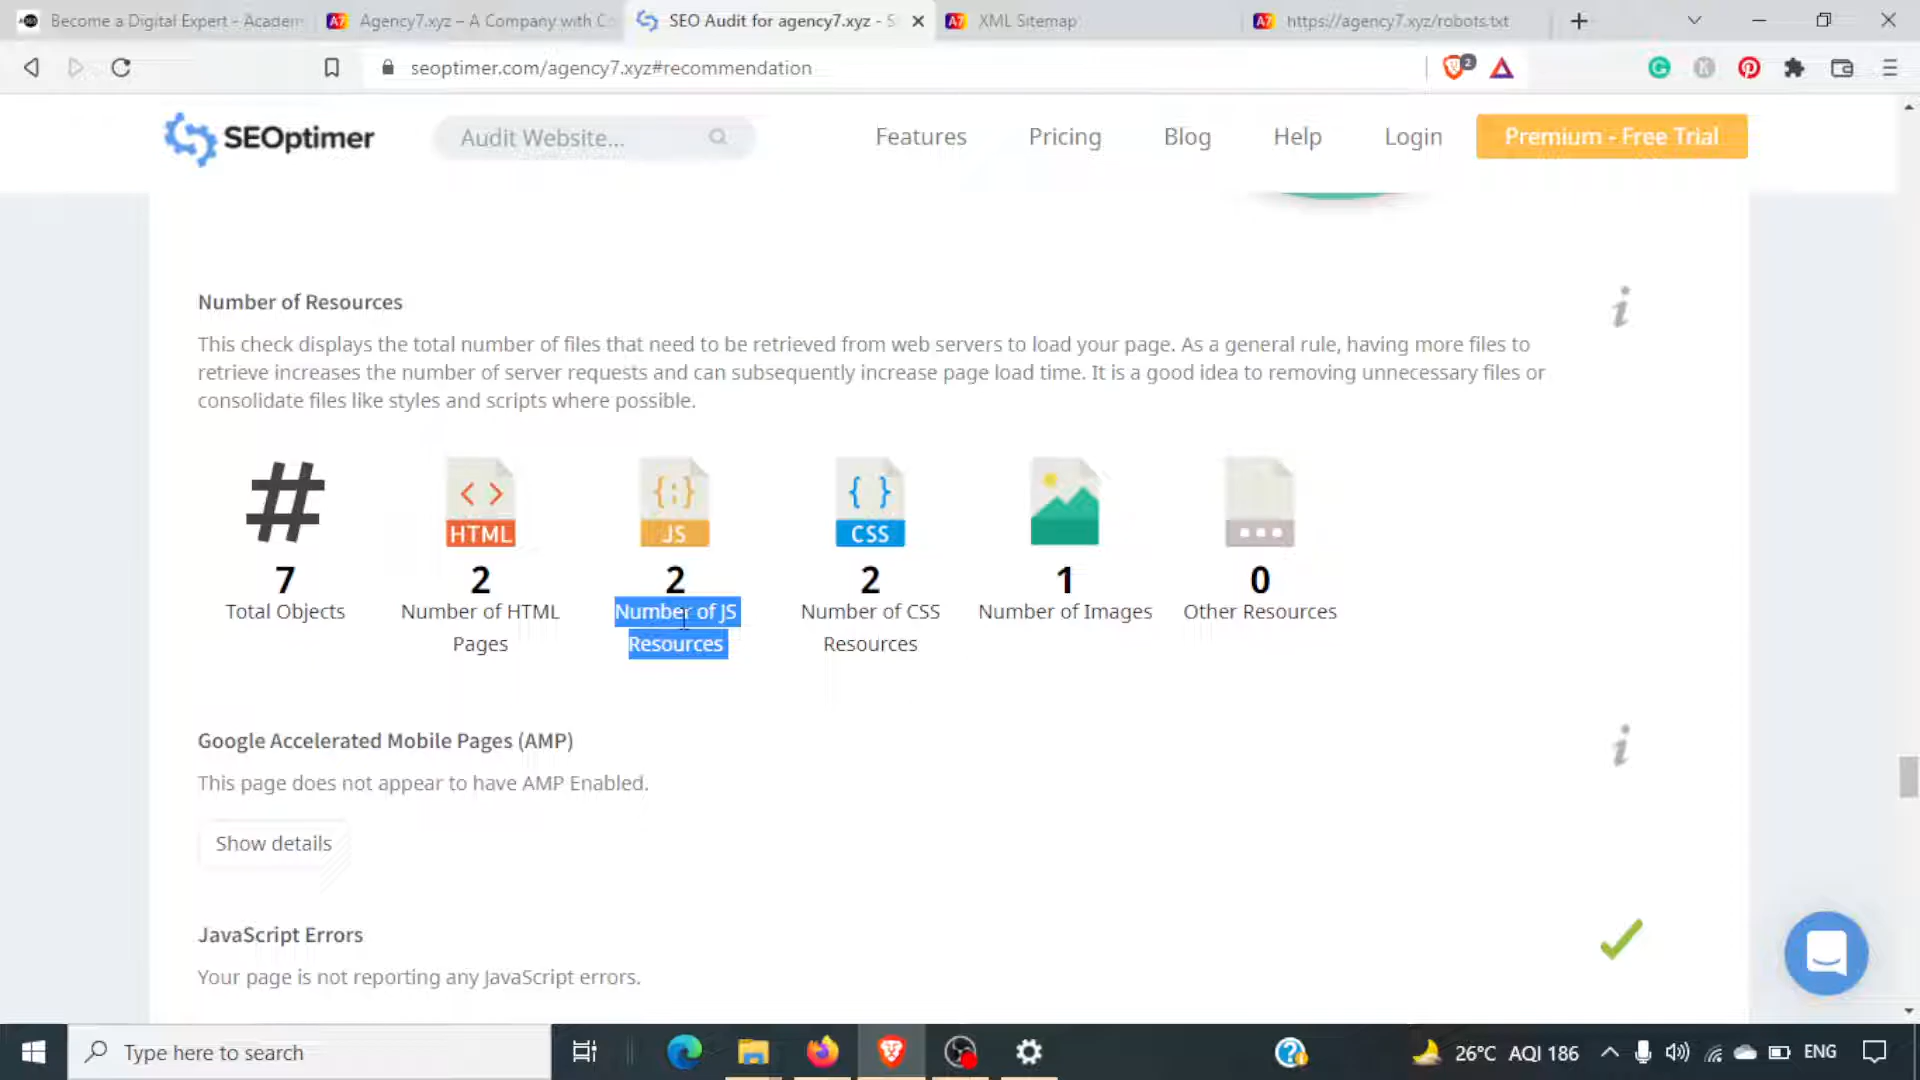 Become a Digital Expert - Academ
Agency7.xyz – A Company with Co
SEO Audit for agency7.xyz - S
XML Sitemap
https://agency7.xyz/robots.txt
seoptimer.com/agency7.xyz#recommendation
2
SEOptimer
Audit Website...
Features
Pricing
Blog
Help
Login
Premium - Free Trial
Number of Resources
This check displays the total number of files that need to be retrieved from web servers to load your page. As a general rule, having more files to
retrieve increases the number of server requests and can subsequently increase page load time. It is a good idea to removing unnecessary files or
consolidate files like styles and scripts where possible.
#
HTML
JS
CSS
7
2
2
2
1
0
Total Objects
Number of HTML
Pages
Number of JS
Resources
Number of CSS
Resources
Number of Images
Other Resources
Google Accelerated Mobile Pages (AMP)
This page does not appear to have AMP Enabled.
Show details
JavaScript Errors
Your page is not reporting any JavaScript errors.
Type here to search
26°C AQI 186
ENG